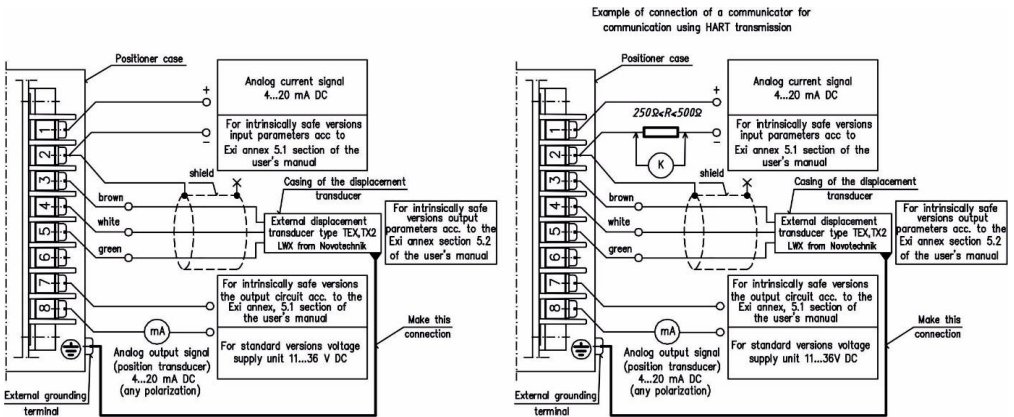 Example of connection of a communicator for
communication using HART transmission
Positioner case
+
Analog current signal
4...20 mA DC
-
For intrinsically safe versions
input parameters acc to
Exi annex 5.1 section of the
user's manual
1
2
3
4
5
6
7
8
shield
Casing of the displacement
transducer
brown
white
green
External displacement
transducer type TEX,TX2
LWX from Novotechnik
For intrinsically safe
versions output
parameters acc. to the
Exi annex section 5.2
of the user's manual
For intrinsically safe versions
the output circuit acc. to the
Exi annex, 5.1 section of
the user's manual
mA
For standard versions voltage
supply unit 11...36 V DC
Make this
connection
Analog output signal
(position transducer)
4...20 mA DC
(any polarization)
External grounding
terminal
Positioner case
+
Analog current signal
4...20 mA DC
250Ω<R<500Ω
-
For intrinsically safe versions
input parameters acc to
Exi annex 5.1 section of the
user's manual
K
1
2
3
4
5
6
7
8
shield
Casing of the displacement
transducer
brown
white
green
External displacement
transducer type TEX,TX2
LWX from Novotechnik
For intrinsically safe
versions output
parameters acc. to the
Exi annex section 5.2
of the user's manual
For intrinsically safe versions
the output circuit acc. to the
Exi annex, 5.1 section of
the user's manual
mA
For standard versions voltage
supply unit 11...36V DC
Make this
connection
Analog output signal
(position transducer)
4...20 mA DC
(any polarization)
External grounding
terminal